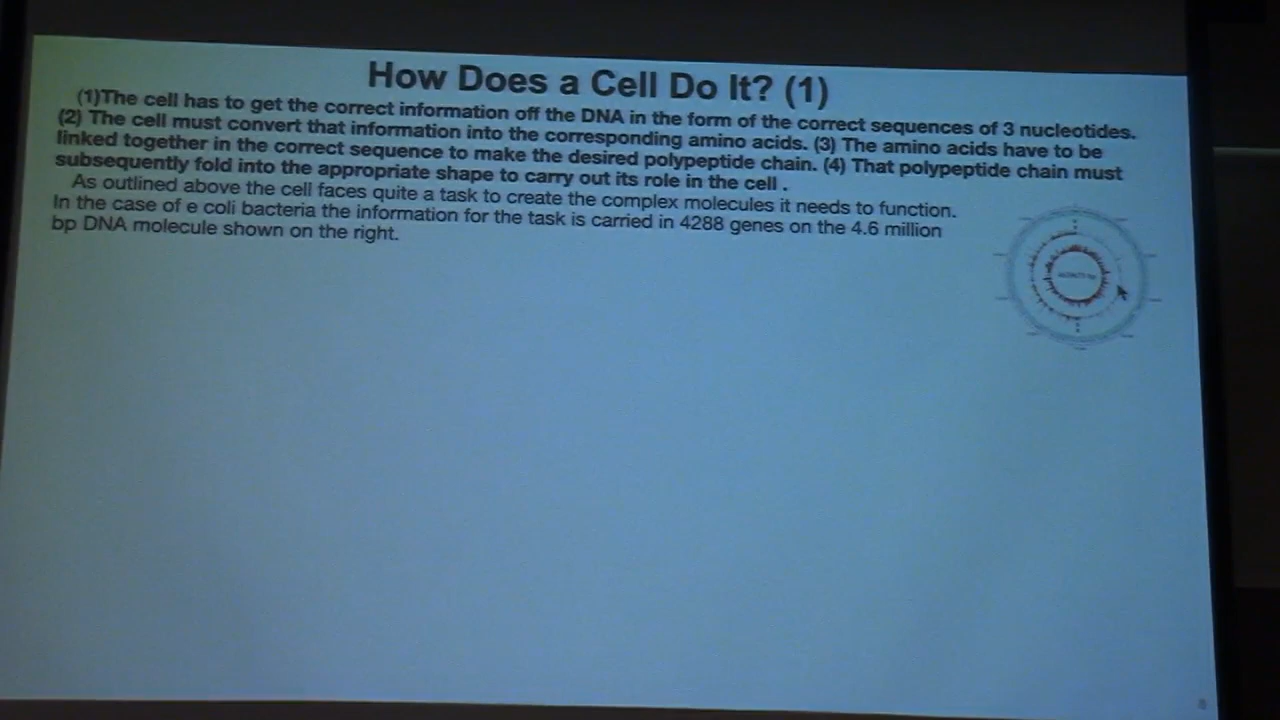 How Does a Cell Do It? (1)
(1)The cell has to get the correct information off the DNA in the form of the correct sequences of 3 nucleotides.
(2) The cell must convert that information into the corresponding amino acids. (3) The amino acids have to be
linked together in the correct sequence to make the desired polypeptide chain. (4) That polypeptide chain must
subsequently fold into the appropriate shape to carry out its role in the cell .
As outlined above the cell faces quite a task to create the complex molecules it needs to function.
In the case of e coli bacteria the information for the task is carried in 4288 genes on the 4.6 million
bp DNA molecule shown on the right.